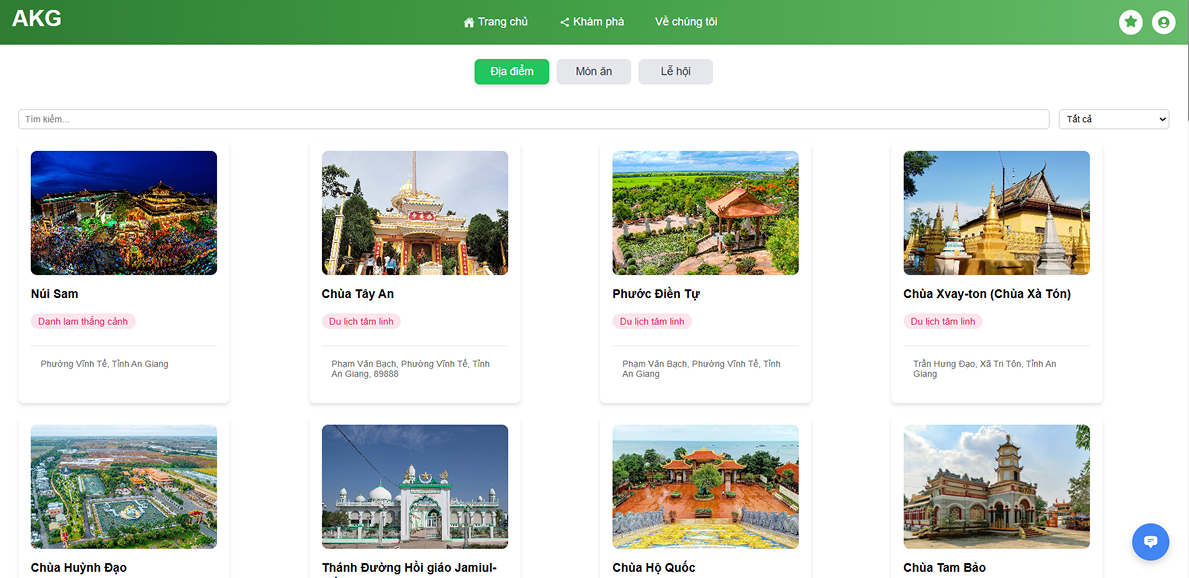 AKG
Trang chủ
Khám phá
Về chúng tôi
Địa điểm
Món ăn
Lễ hội
Tìm kiếm...
Tất cả
Núi Sam
Danh lam thắng cảnh
Phường Vĩnh Tế, Tỉnh An Giang
Chùa Tây An
Du lịch tâm linh
Phạm Văn Bạch, Phường Vĩnh Tế, Tỉnh
An Giang, 89888
Phước Điền Tự
Du lịch tâm linh
Phạm Văn Bạch, Phường Vĩnh Tế, Tỉnh
An Giang
Chùa Xvay-ton (Chùa Xà Tón)
Du lịch tâm linh
Trần Hưng Đạo, Xã Tri Tôn, Tỉnh An
Giang
Chùa Huỳnh Đạo
Thánh Đường Hồi giáo Jamiul-
Chùa Hộ Quốc
Chùa Tam Bảo